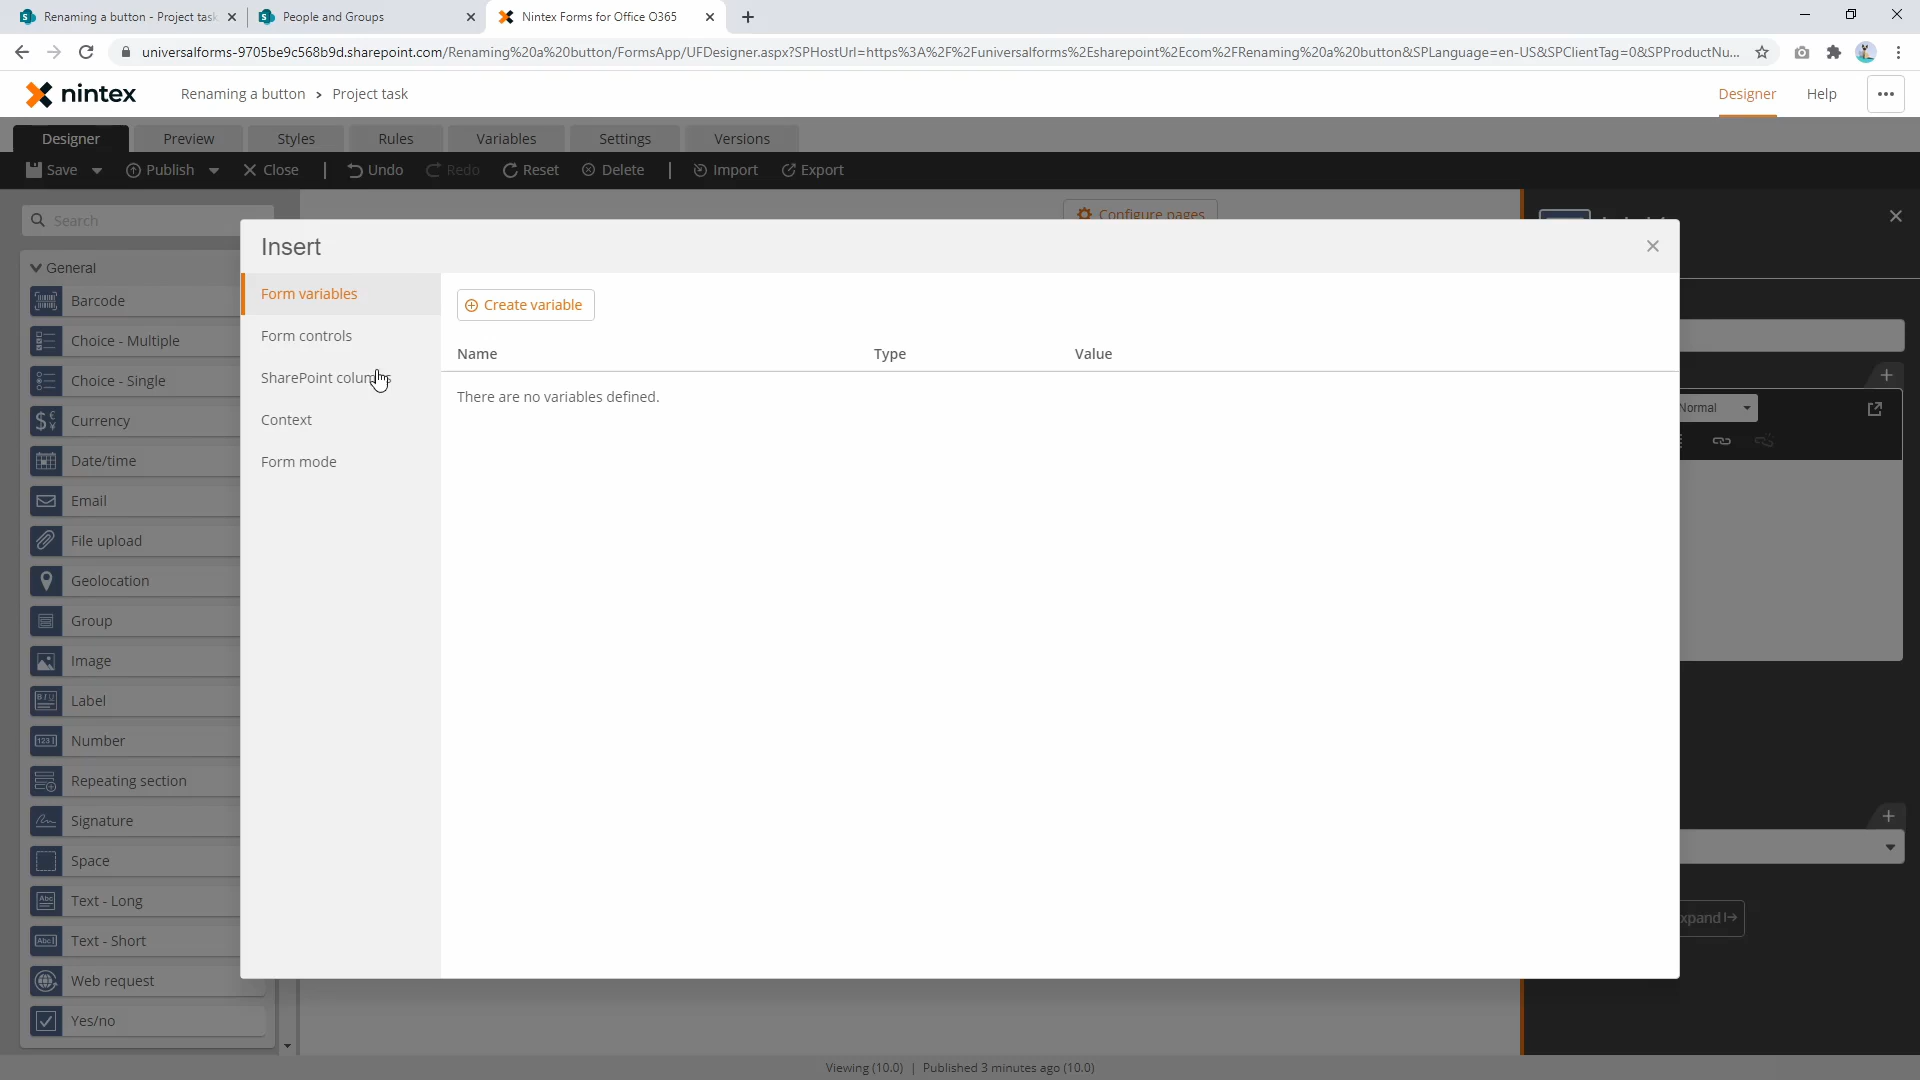 Renaming a button - Project task
People and Groups
Nintex Forms for Office O365
universalforms-9705be9c568b9d.sharepoint.com/Renaming%20a%20button/FormsApp/UFDesigner.aspx?SPHostUrl=https%3A%2F%2Funiversalforms%2Esharepoint%2Ecom%2FRenaming%20a%20button&SPLanguage=en-US&SPClientTag=0&SPProductNu...
nintex
Renaming a button > Project task
Designer Help
Designer Preview Styles Rules Variables Settings Versions
Save Publish Close | Undo Redo Reset Delete | Import Export
Search
Configure pages
Insert
General
Barcode
Choice - Multiple
Choice - Single
Currency
Date/time
Email
File upload
Geolocation
Group
Image
Label
Number
Repeating section
Signature
Space
Text - Long
Text - Short
Web request
Yes/no
Form variables
Form controls
SharePoint columns
Context
Form mode
Create variable
Name Type Value
There are no variables defined.
Normal
xpand
Viewing (10.0) | Published 3 minutes ago (10.0)